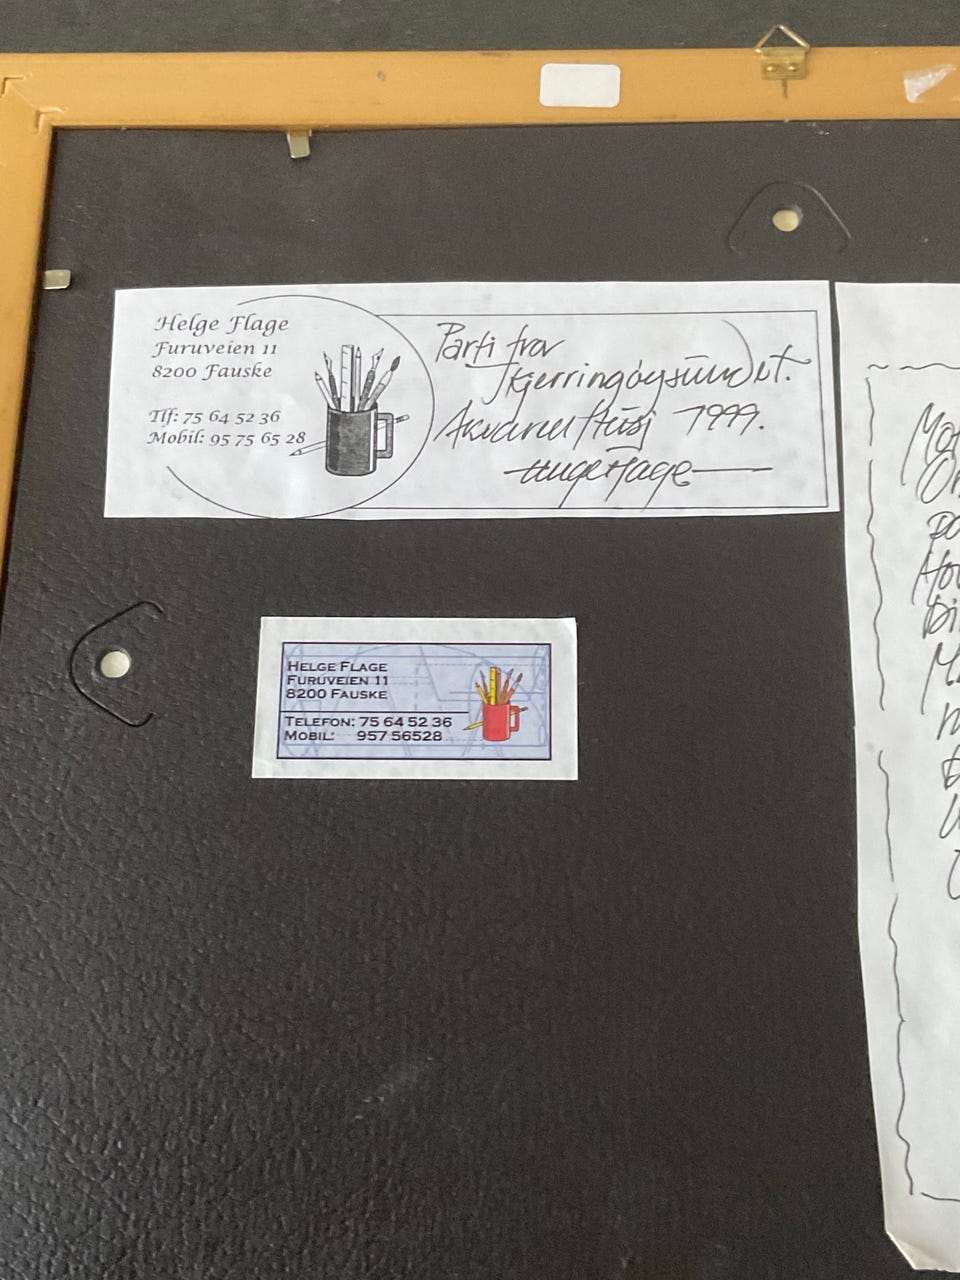 Helge Flage
Furuveien 11
8200 Fauske
Tlf: 75 64 52 36
Mobil: 95 75 65 28
Parti fra
Kjerringøysundet.
Akvarell/tusj 1999.
Helge Flage
HELGE FLAGE
FURUVEIEN 11
8200 FAUSKE
TELEFON: 75 64 52 36
MOBIL: 957 56528